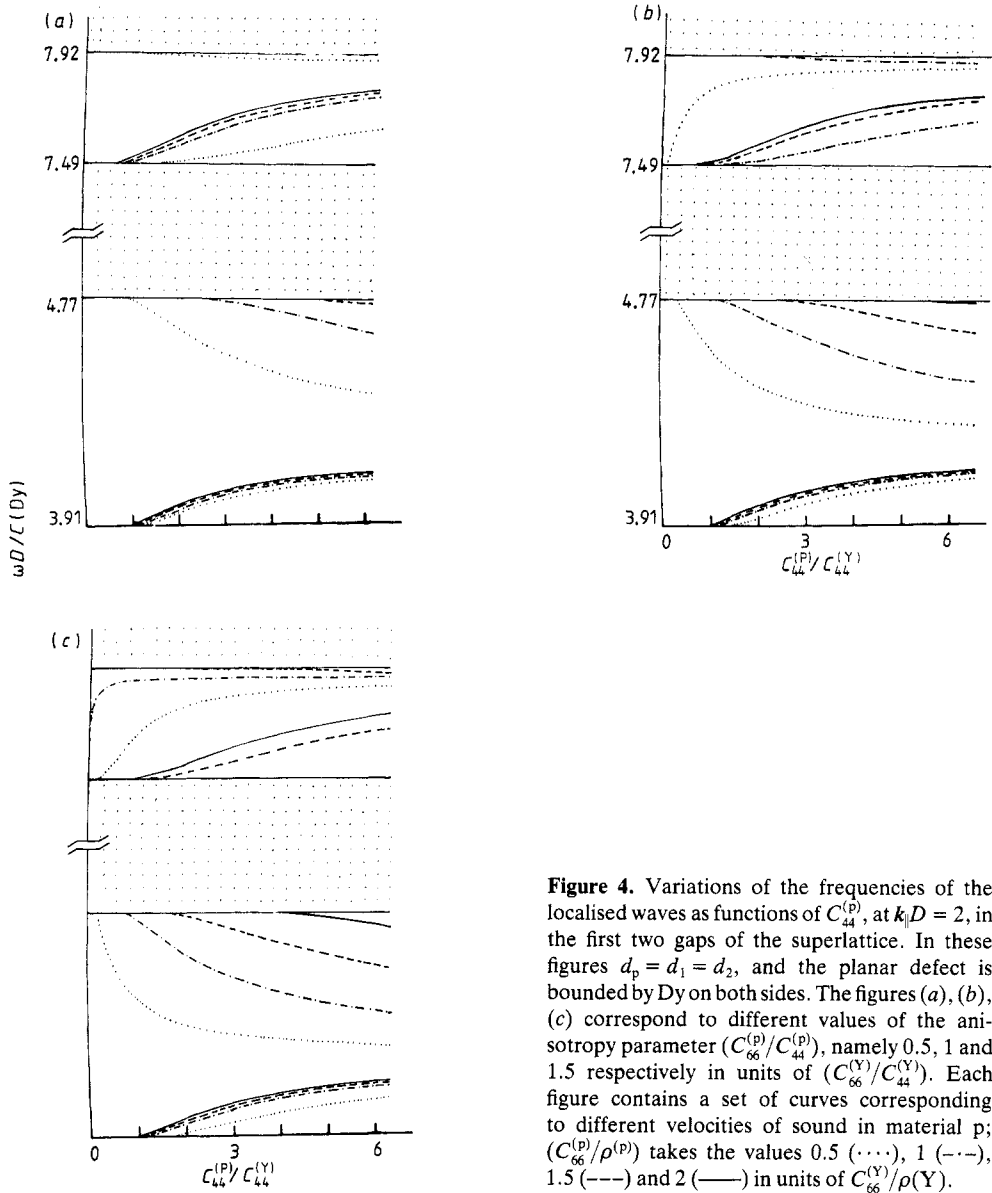 (a)
7.92
7.49
4.77
3.91
ωD/C(Dy)
(b)
7.92
7.49
4.77
3.91
0 3 6
C₄₄^(P)/C₄₄^(Y)
(c)
0 3 6
C₄₄^(P)/C₄₄^(Y)
Figure 4. Variations of the frequencies of the
localised waves as functions of C₄₄^(p), at k∥D = 2, in
the first two gaps of the superlattice. In these
figures dₚ = d₁ = d₂, and the planar defect is
bounded by Dy on both sides. The figures (a), (b),
(c) correspond to different values of the ani-
sotropy parameter (C₆₆^(p)/C₄₄^(p)), namely 0.5, 1 and
1.5 respectively in units of (C₆₆^(Y)/C₄₄^(Y)). Each
figure contains a set of curves corresponding
to different velocities of sound in material p;
(C₆₆^(p)/ρ^(p)) takes the values 0.5 (····), 1 (–·–),
1.5 (−−−) and 2 (——) in units of C₆₆^(Y)/ρ(Y).